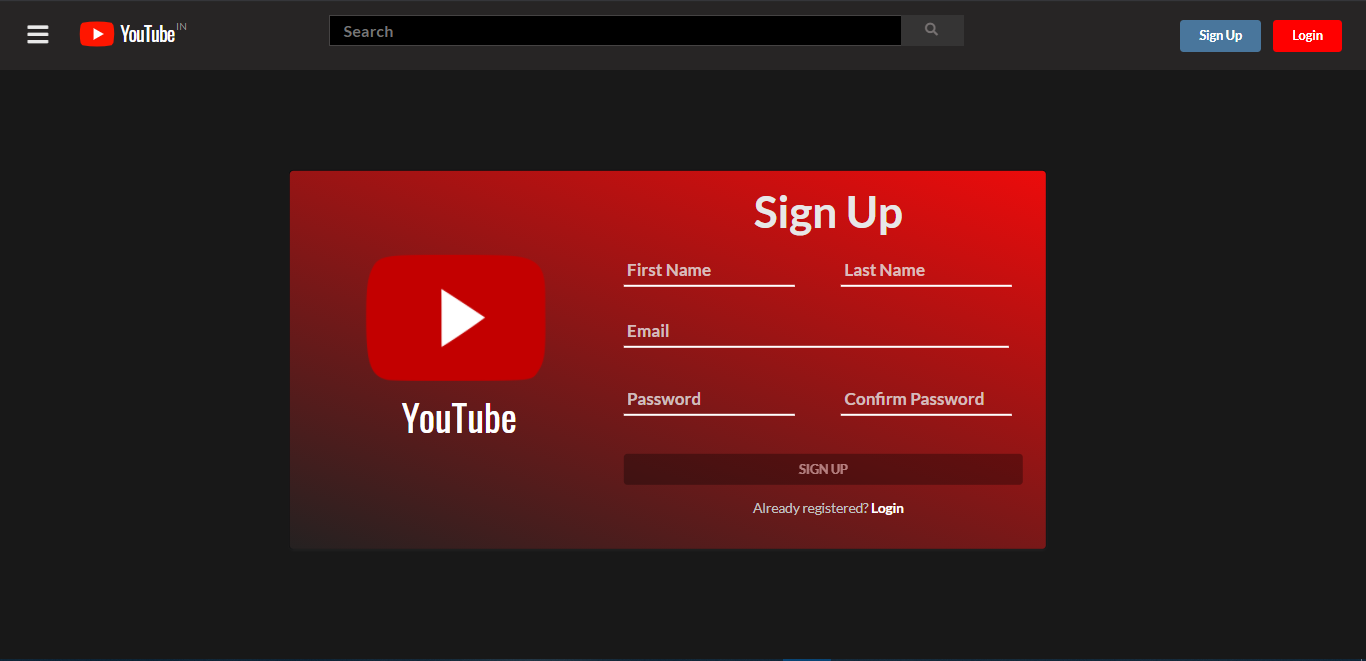 YouTube IN
Search
Sign Up
Login
Sign Up
First Name
Last Name
Email
Password
Confirm Password
YouTube
SIGN UP
Already registered? Login